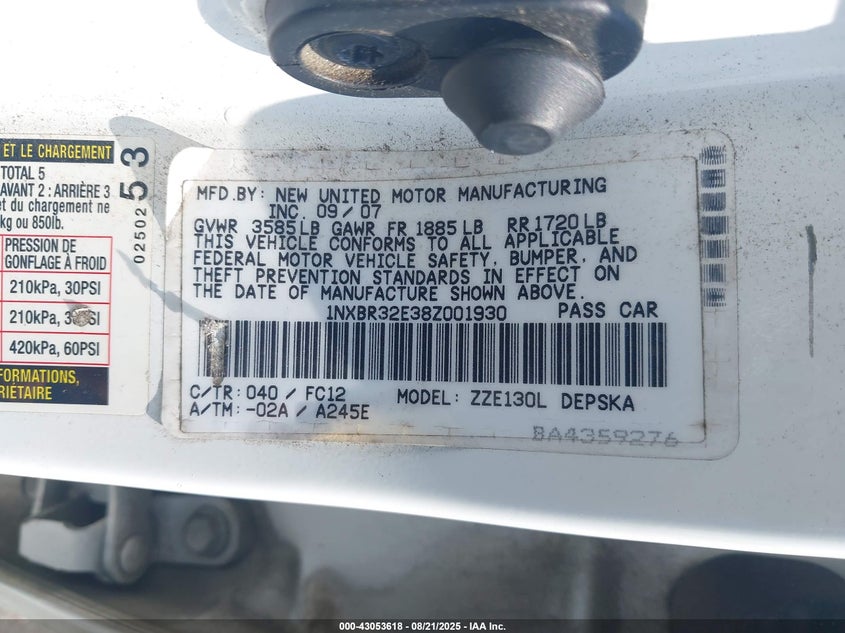 ET LE CHARGEMENT
TOTAL 5
AVANT 2 : ARRIÈRE 3
et du chargement ne
kg ou 850lb.
PRESSION DE
GONFLAGE À FROID
210kPa, 30PSI
210kPa, PSI
420kPa, 60PSI
FORMATIONS,
RIÉTAIRE
0250253
MFD.BY: NEW UNITED MOTOR MANUFACTURING
INC. 09/07
GVWR 3585LB GAWR FR 1885LB RR 1720LB
THIS VEHICLE CONFORMS TO ALL APPLICABLE
FEDERAL MOTOR VEHICLE SAFETY, BUMPER, AND
THEFT PREVENTION STANDARDS IN EFFECT ON
THE DATE OF MANUFACTURE SHOWN ABOVE.
1NXBR32E38Z001930 PASS CAR
C/TR: 040 / FC12 MODEL: ZZE130L DEPSKA
A/TM: -02A / A245E
BA4359276
000-43053618 - 08/21/2025 - IAA Inc.